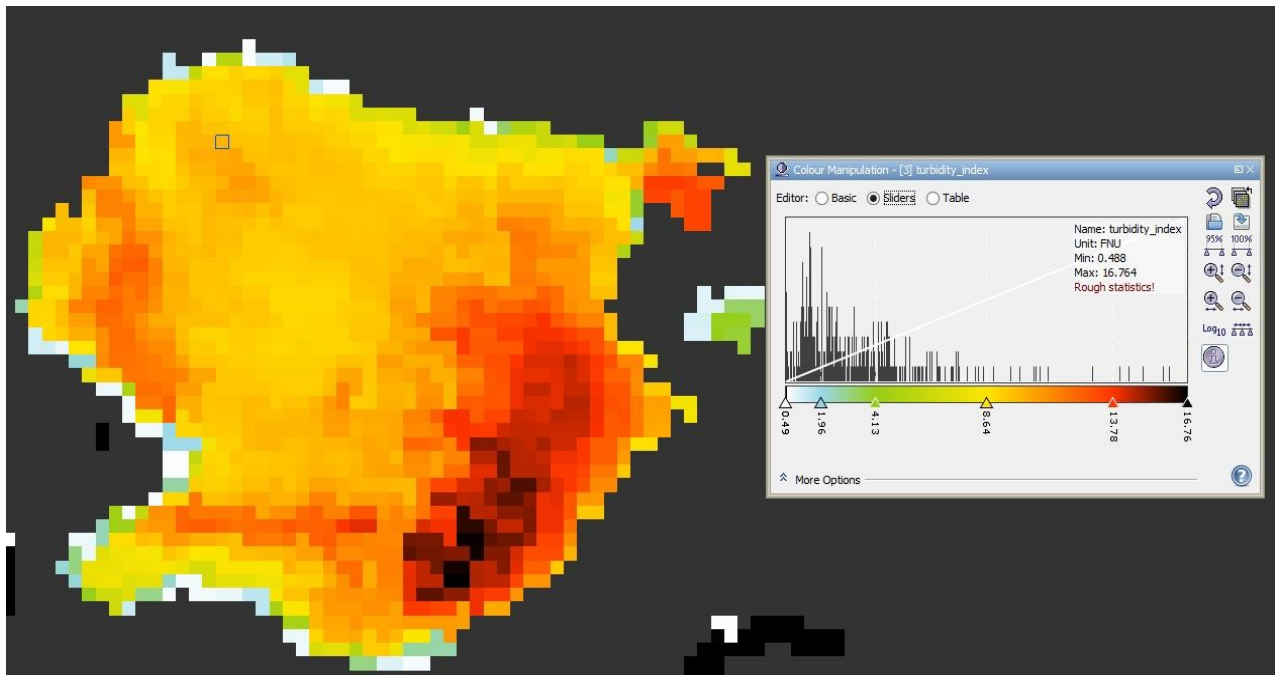 Colour Manipulation - [3] turbidity_index
Editor: Basic Sliders Table
Name: turbidity_index
Unit: FNU
Min: 0.488
Max: 16.764
Rough statistics!
95% 100%
Log10
0.49 1.96 4.13 8.64 13.78 16.76
More Options